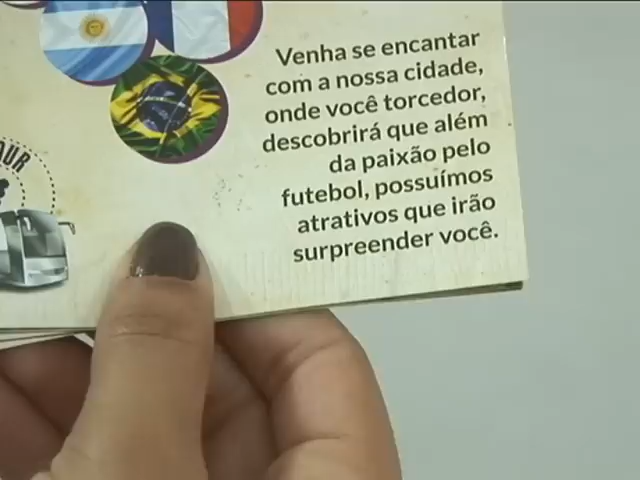 Venha se encantar
com a nossa cidade,
onde você torcedor,
descobrirá que além
da paixão pelo
futebol, possuímos
atrativos que irão
surpreender você.